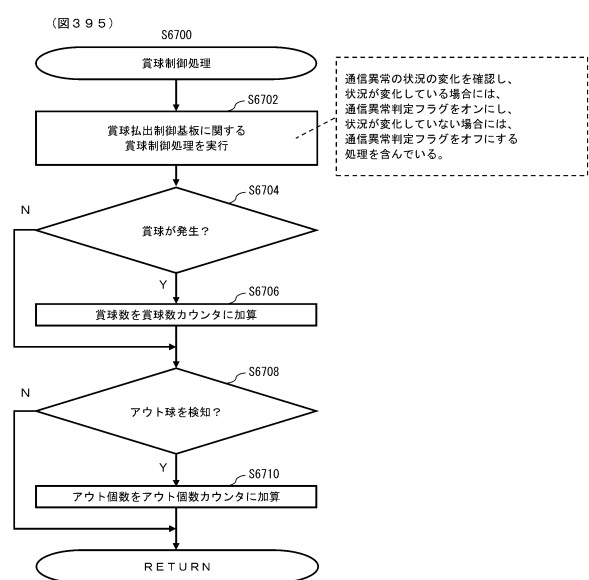 （図３９５）
S6700
賞球制御処理
S6702
賞球払出制御基板に関する
賞球制御処理を実行
通信異常の状況の変化を確認し、
状況が変化している場合には、
通信異常判定フラグをオンにし、
状況が変化していない場合には、
通信異常判定フラグをオフにする
処理を含んでいる。
S6704
N
賞球が発生？
Y
S6706
賞球数を賞球数カウンタに加算
S6708
N
アウト球を検知？
Y
S6710
アウト個数をアウト個数カウンタに加算
ＲＥＴＵＲＮ